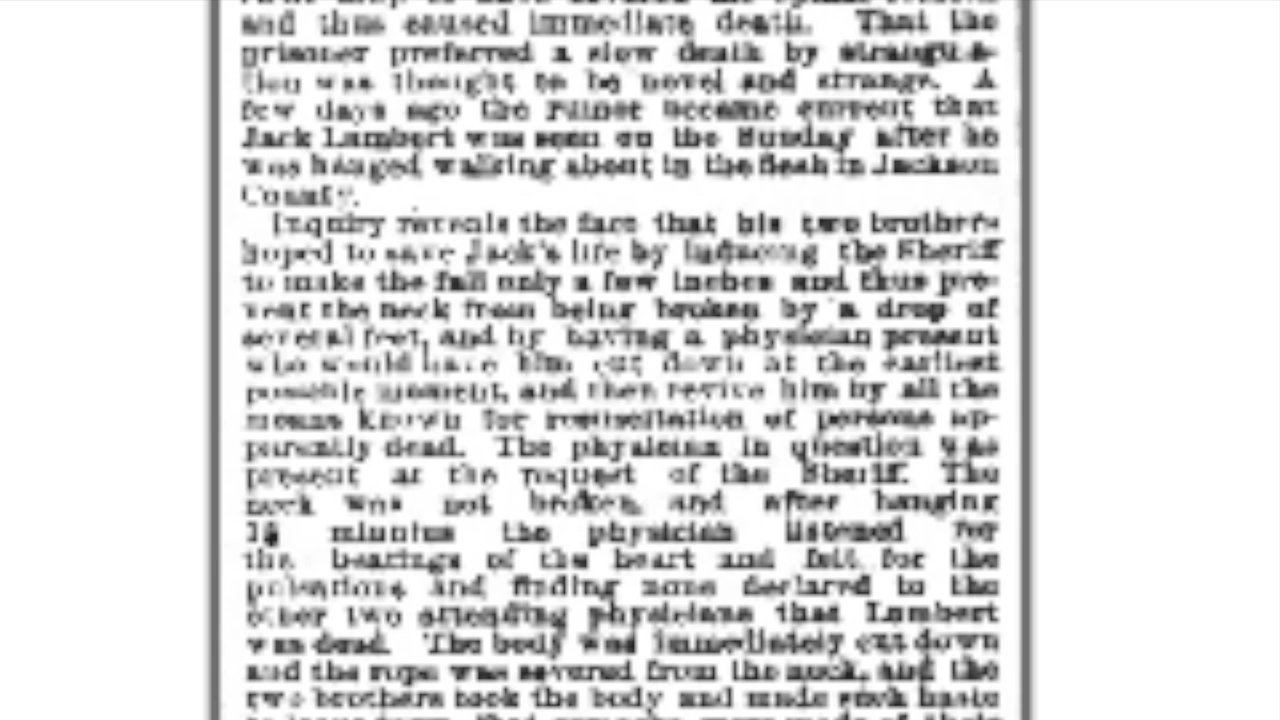 and thus caused immediate death. That the
prisoner preferred a slow death by strangula-
tion was thought to be novel and strange. A
few days ago the rumor became current that
Jack Lambert was seen on the Sunday after he
was hanged walking about in the flesh in Jackson
County.
Inquiry reveals the fact that his two brothers
hoped to save Jack's life by inducing the Sheriff
to make the fall only a few inches and thus pre-
vent the neck from being broken by a drop of
several feet, and by having a physician present
who would have him cut down at the earliest
possible moment, and then revive him by all the
means known for resuscitation of persons ap-
parently dead. The physician in question was
present at the request of the Sheriff. The
neck was not broken, and after hanging
minutes the physician listened for
the bearings of the heart and felt for the
pulsations and finding none declared to the
other two attending physicians that Lambert
was dead. The body was immediately cut down
and the rope was severed from the neck, and the
two brothers took the body and made such haste